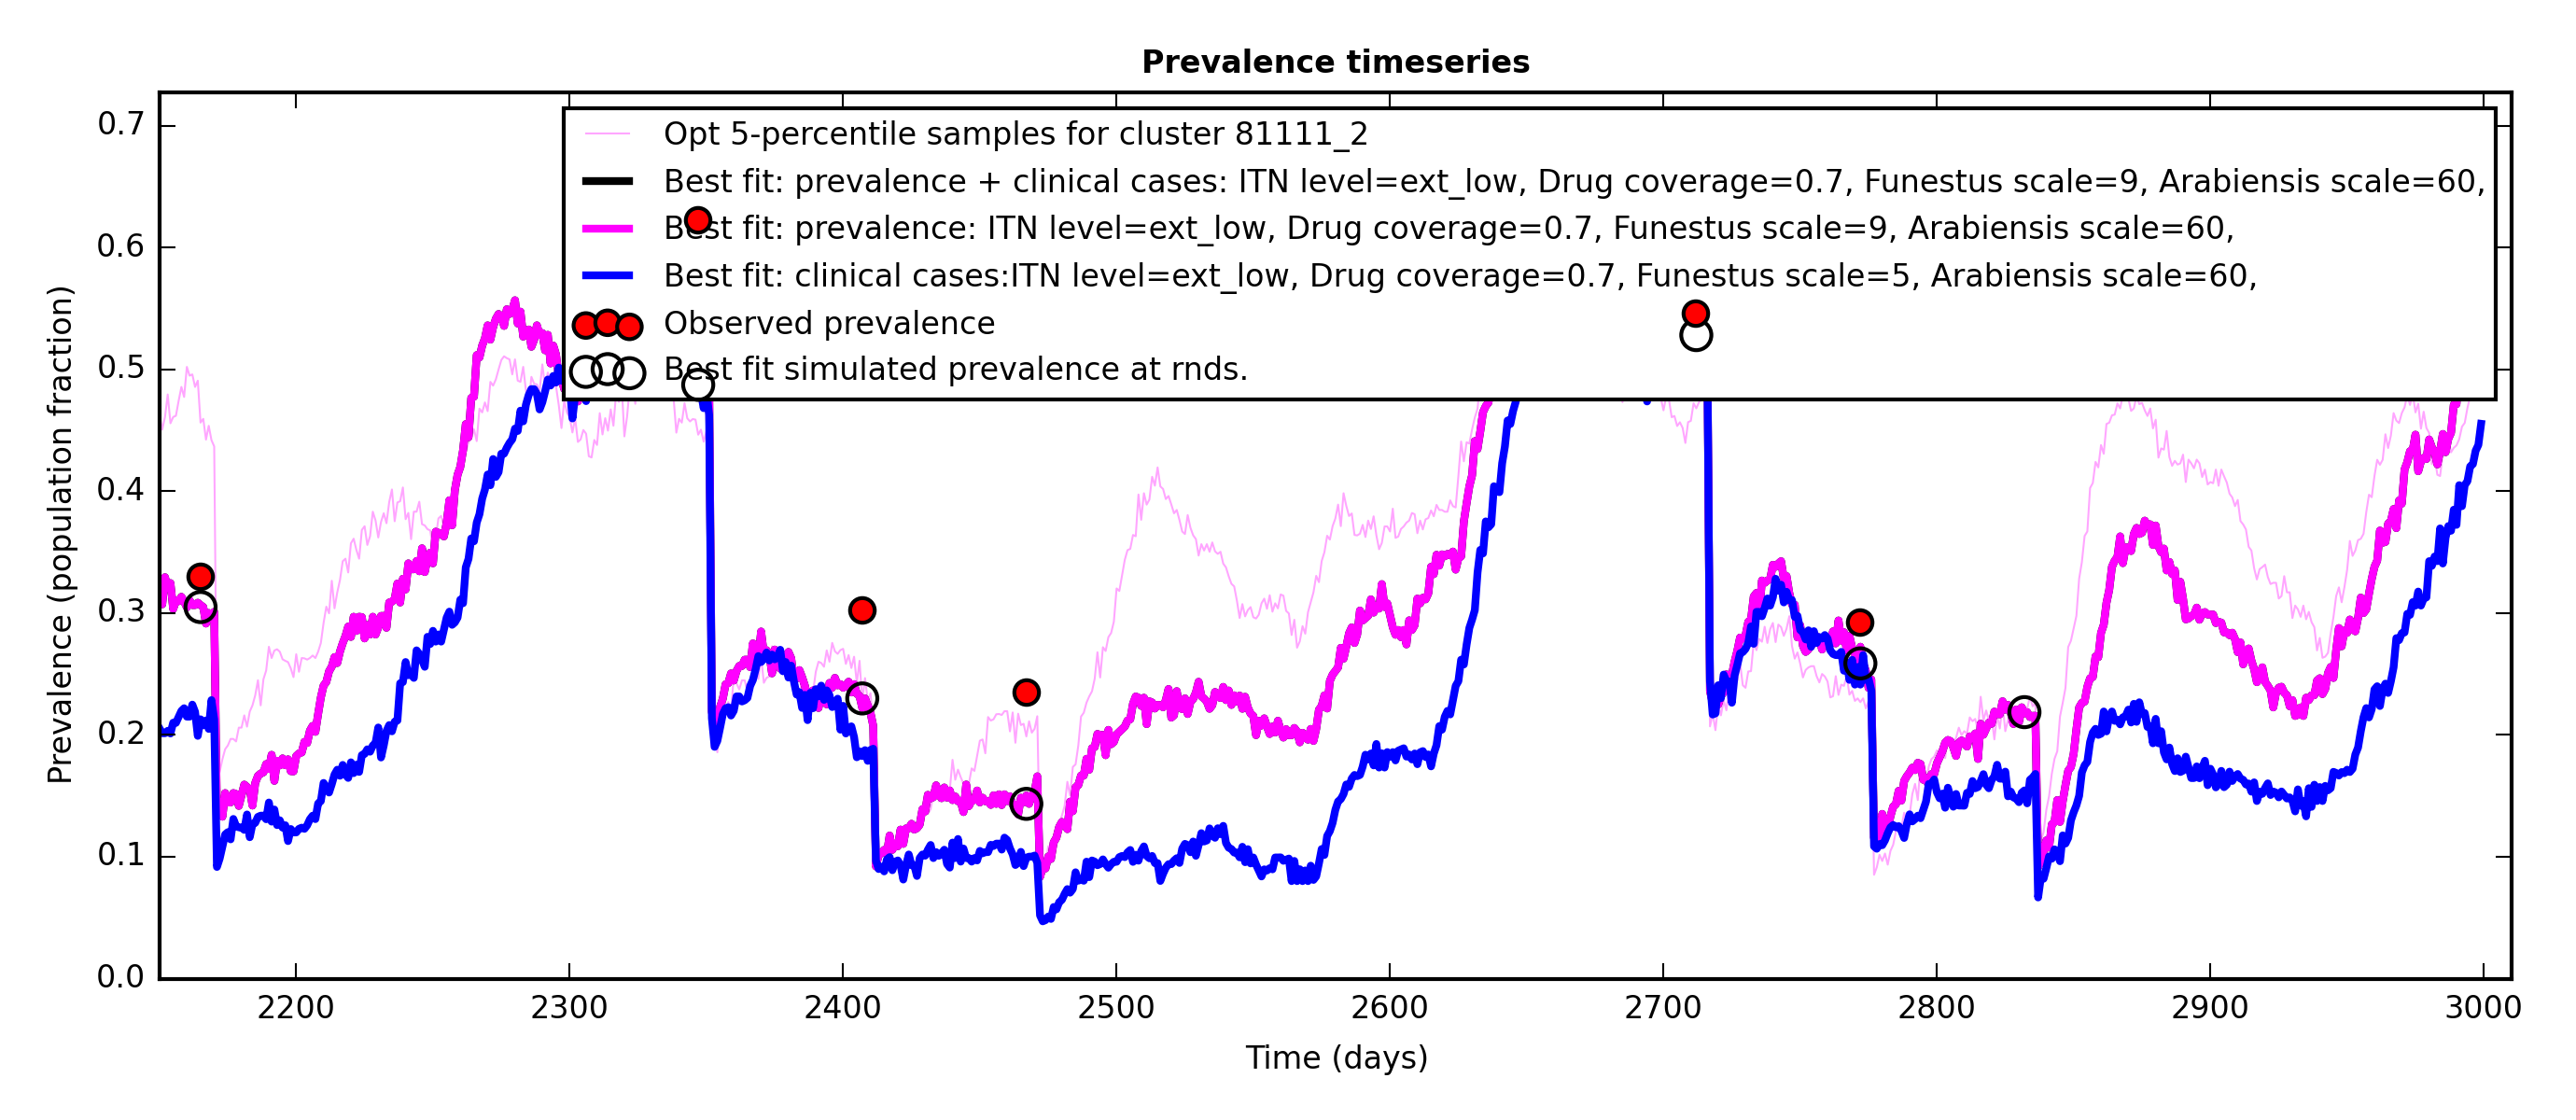 Prevalence timeseries
Opt 5-percentile samples for cluster 81111_2
Best fit: prevalence + clinical cases: ITN level=ext_low, Drug coverage=0.7, Funestus scale=9, Arabiensis scale=60,
Best fit: prevalence: ITN level=ext_low, Drug coverage=0.7, Funestus scale=9, Arabiensis scale=60,
Best fit: clinical cases:ITN level=ext_low, Drug coverage=0.7, Funestus scale=5, Arabiensis scale=60,
Observed prevalence
Best fit simulated prevalence at rnds.
Prevalence (population fraction)
0.7
0.6
0.5
0.4
0.3
0.2
0.1
0.0
2200 2300 2400 2500 2600 2700 2800 2900 3000
Time (days)